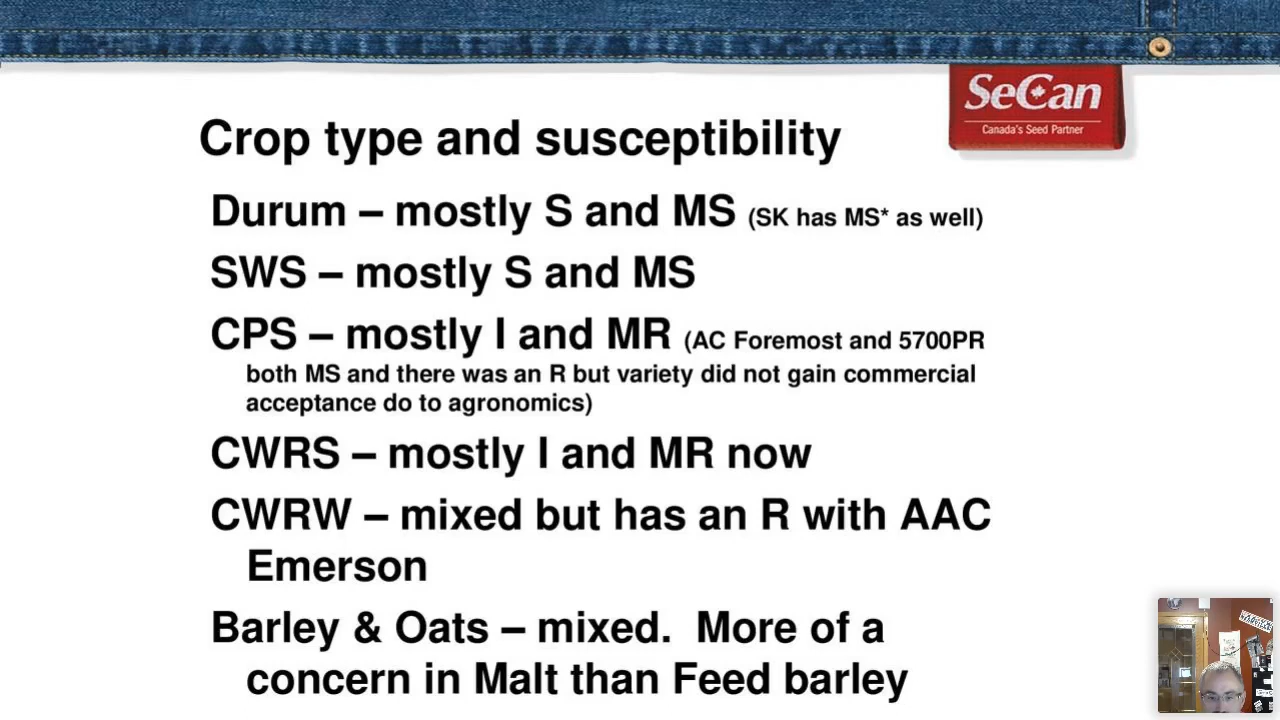 SeCan
Canada's Seed Partner
Crop type and susceptibility
Durum – mostly S and MS (SK has MS* as well)
SWS – mostly S and MS
CPS – mostly I and MR (AC Foremost and 5700PR
both MS and there was an R but variety did not gain commercial
acceptance do to agronomics)
CWRS – mostly I and MR now
CWRW – mixed but has an R with AAC
Emerson
Barley & Oats – mixed.  More of a
concern in Malt than Feed barley